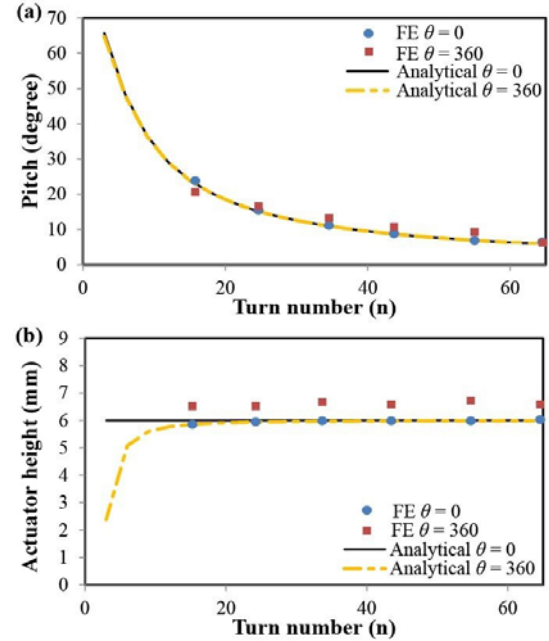 (a)
70
60
50
40
30
20
10
0
Pitch (degree)
FE θ = 0
FE θ = 360
Analytical θ = 0
Analytical θ = 360
0 20 40 60
Turn number (n)
(b)
9
8
7
6
5
4
3
2
1
0
Actuator height (mm)
FE θ = 0
FE θ = 360
Analytical θ = 0
Analytical θ = 360
0 20 40 60
Turn number (n)